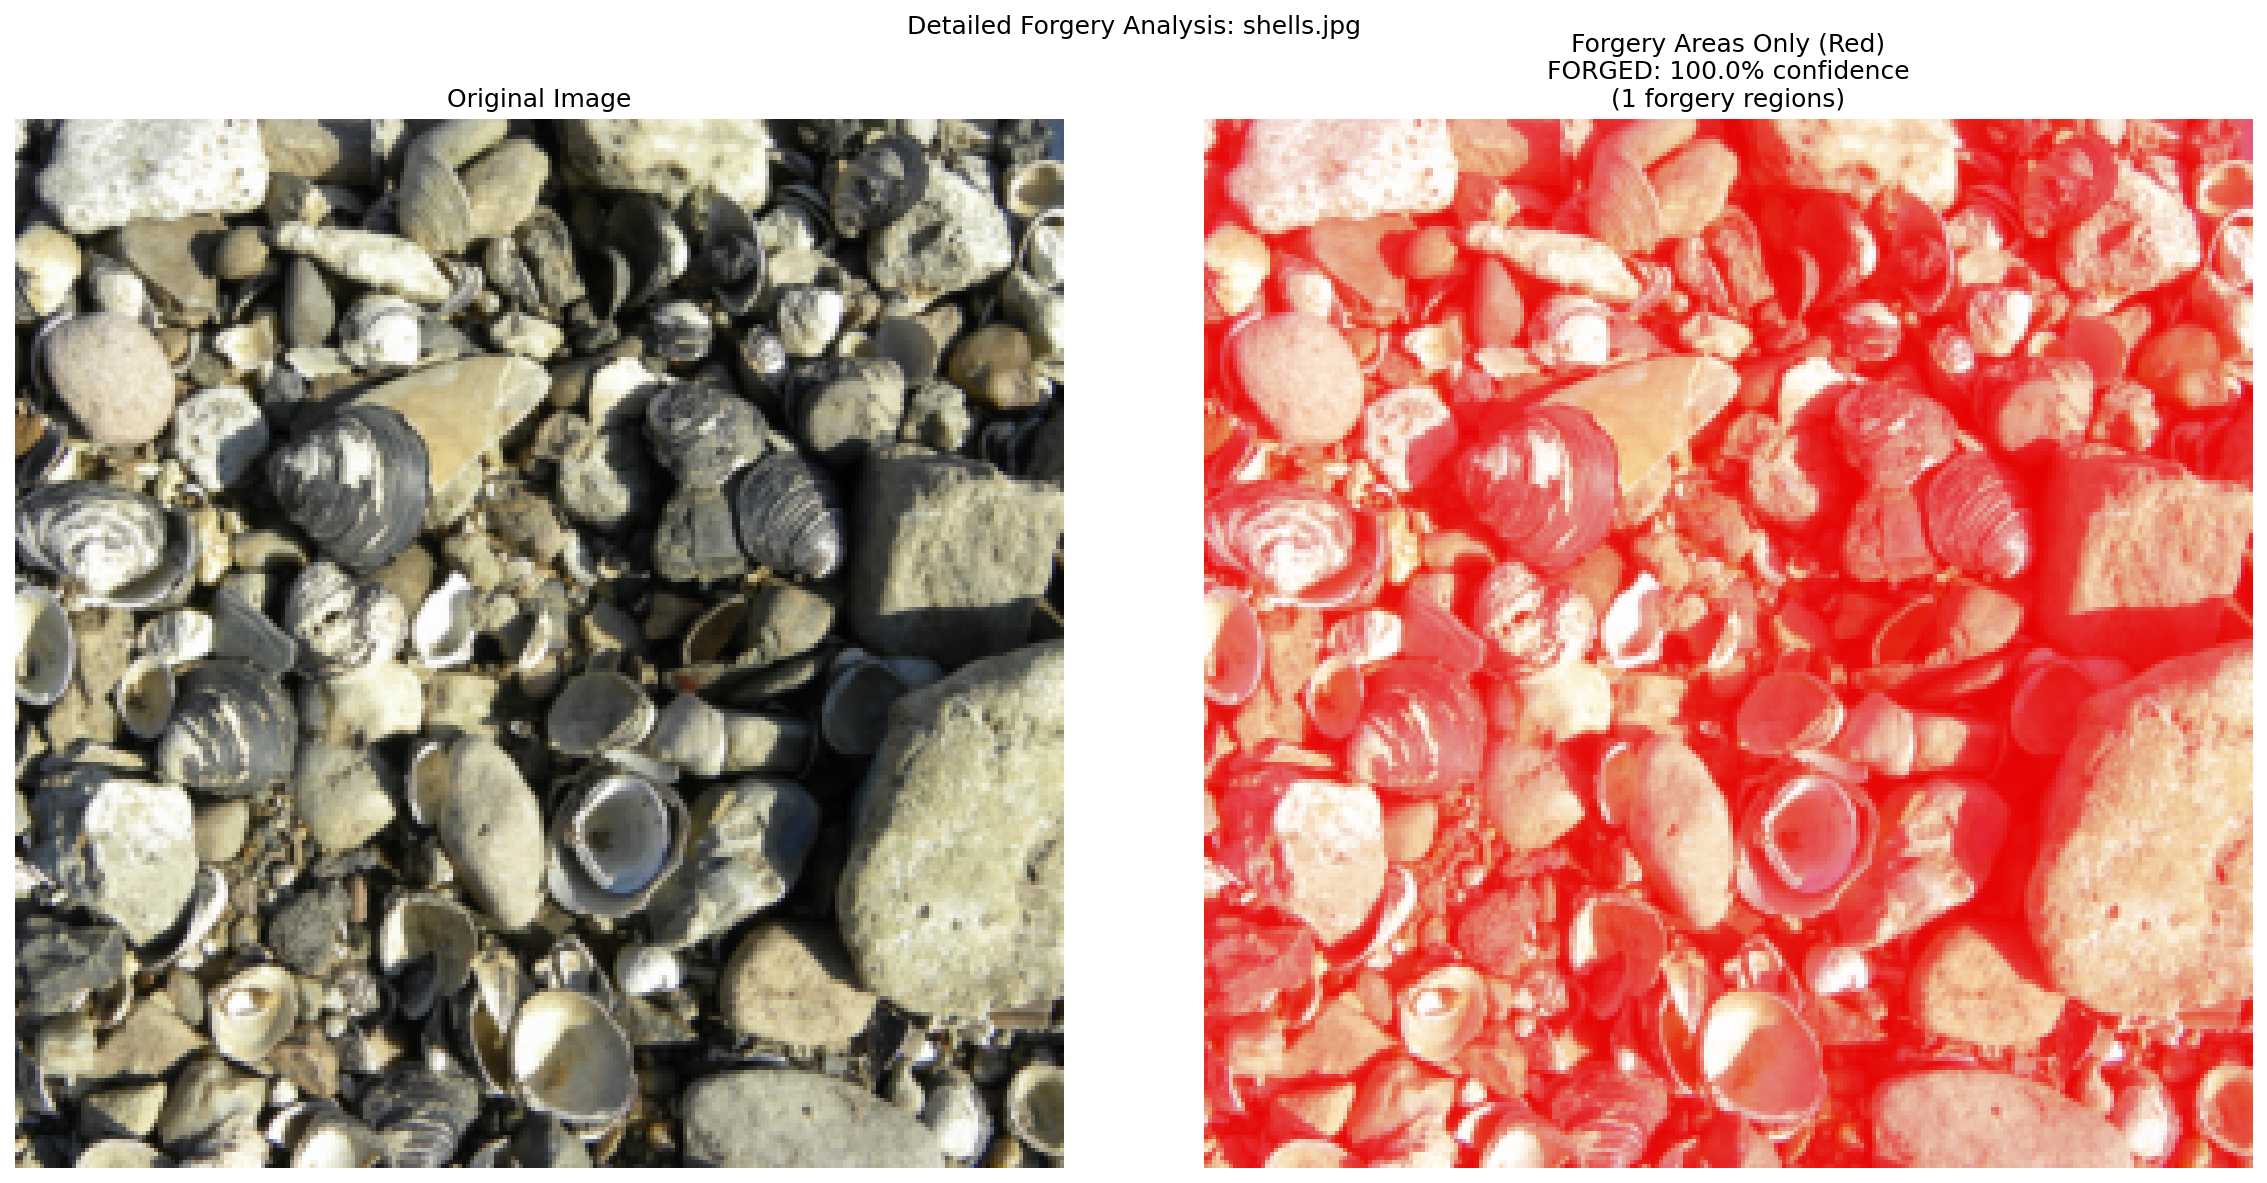 Detailed Forgery Analysis: shells.jpg
Original Image
Forgery Areas Only (Red)
FORGED: 100.0% confidence
(1 forgery regions)